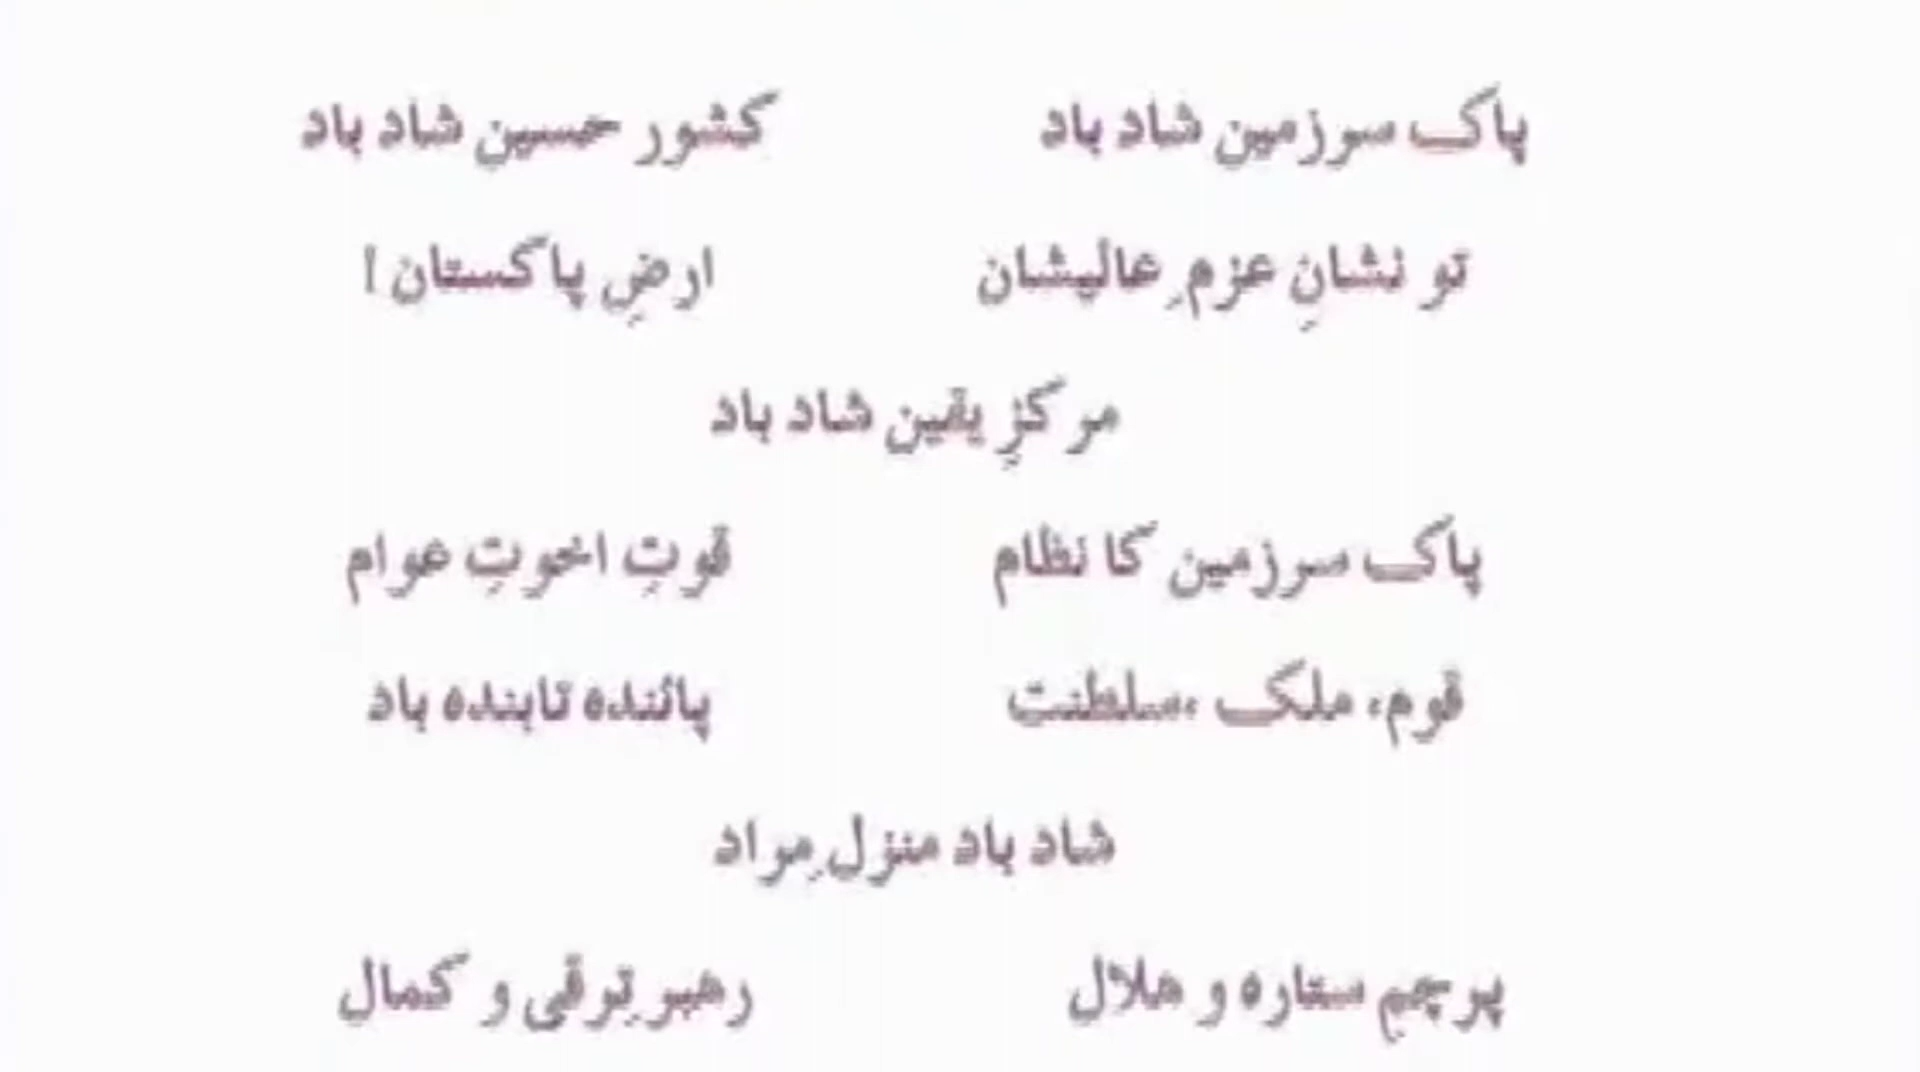 پاک سرزمین شاد باد کشور حسین شاد باد
تو نشانِ عزمِ عالیشان ارضِ پاکستان !
مرکزِ یقین شاد باد
پاک سرزمین کا نظام قوتِ اخوتِ عوام
قوم، ملک ،سلطنت پائندہ تابندہ باد
شاد باد منزلِ مراد
پرچمِ ستارہ و ہلال رہبرِ ترقی و کمال